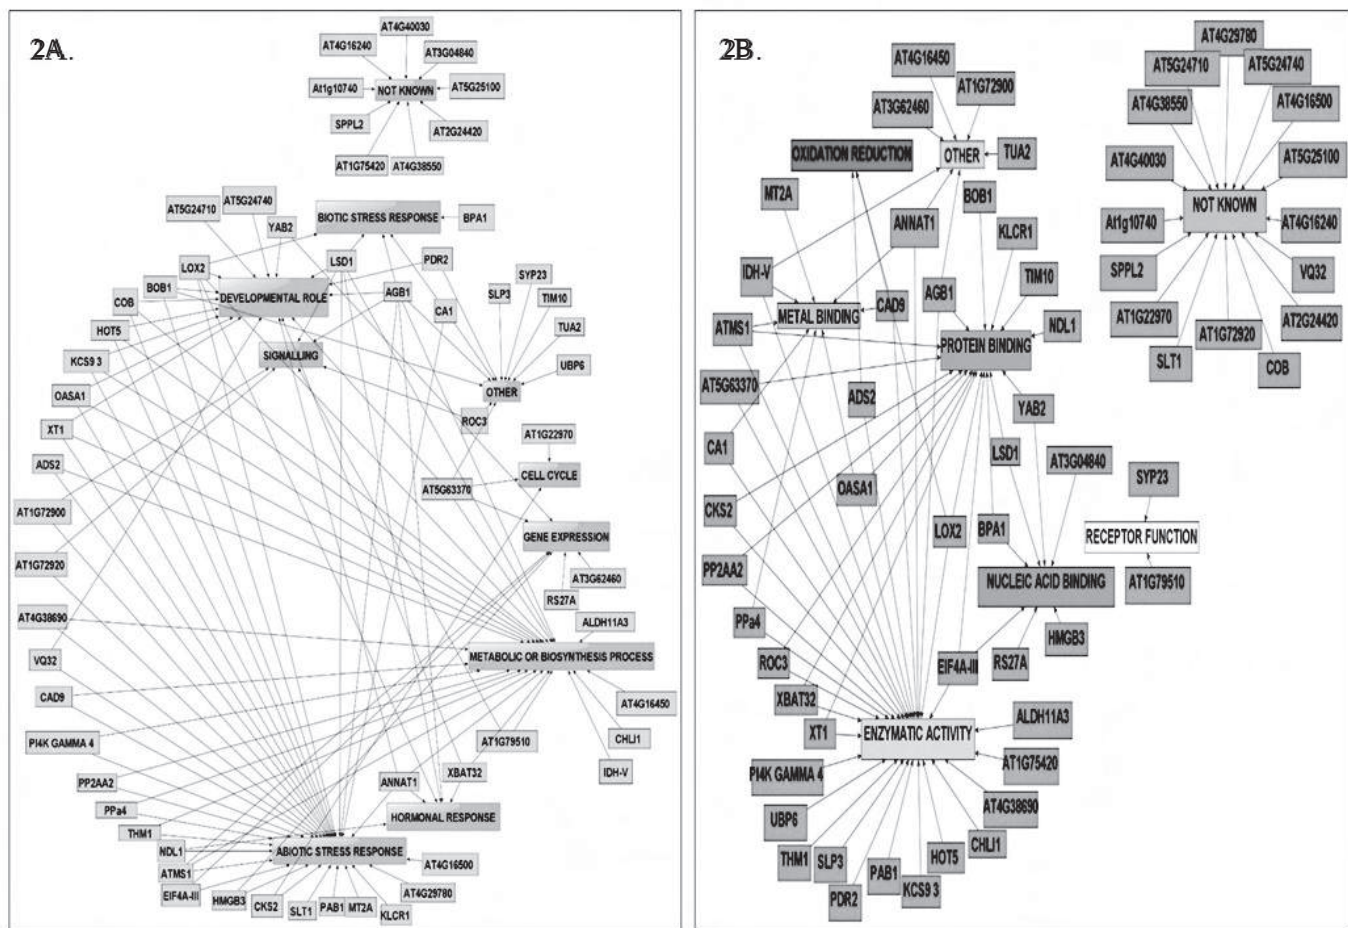 2A.
AT4G40030
AT4G16240
AT3G04840
At1g10740
NOT KNOWN
AT5G25100
SPPL2
AT2G24420
AT1G75420
AT4G38550
AT5G24740
AT5G24710
BIOTIC STRESS RESPONSE
BPA1
YAB2
LOX2
LSD1
PDR2
BOB1
SYP23
COB
DEVELOPMENTAL ROLE
AGB1
SLP3
TIM10
CA1
HOT5
TUA2
KCS9 3
SIGNALLING
UBP6
OASA1
OTHER
ROC3
XT1
AT1G22970
ADS2
CELL CYCLE
AT5G63370
AT1G72900
GENE EXPRESSION
AT1G72920
AT3G62460
RS27A
AT4G38690
ALDH11A3
METABOLIC OR BIOSYNTHESIS PROCESS
VQ32
CAD9
AT4G16450
PI4K GAMMA 4
AT1G79510
CHLI1
XBAT32
IDH-V
PP2AA2
ANNAT1
PPa4
HORMONAL RESPONSE
THM1
NDL1
ABIOTIC STRESS RESPONSE
AT4G16500
ATMS1
EIF4A-III
AT4G29780
HMGB3
CKS2
SLT1
PAB1
MT2A
KLCR1
2B.
AT4G29780
AT4G16450
AT5G24710
AT5G24740
AT1G72900
AT3G62460
AT4G38550
AT4G16500
OXIDATION REDUCTION
OTHER
TUA2
AT4G40030
AT5G25100
MT2A
BOB1
NOT KNOWN
ANNAT1
KLCR1
At1g10740
AT4G16240
IDH-V
TIM10
SPPL2
VQ32
AGB1
CAD9
METAL BINDING
AT1G22970
AT2G24420
ATMS1
NDL1
AT1G72920
PROTEIN BINDING
SLT1
COB
AT5G63370
ADS2
YAB2
CA1
LSD1
AT3G04840
OASA1
SYP23
CKS2
LOX2
BPA1
RECEPTOR FUNCTION
PP2AA2
NUCLEIC ACID BINDING
AT1G79510
PPa4
HMGB3
ROC3
EIF4A-III
RS27A
XBAT32
ALDH11A3
XT1
ENZYMATIC ACTIVITY
AT1G75420
PI4K GAMMA 4
AT4G38690
UBP6
CHLI1
THM1
SLP3
HOT5
PAB1
KCS9 3
PDR2